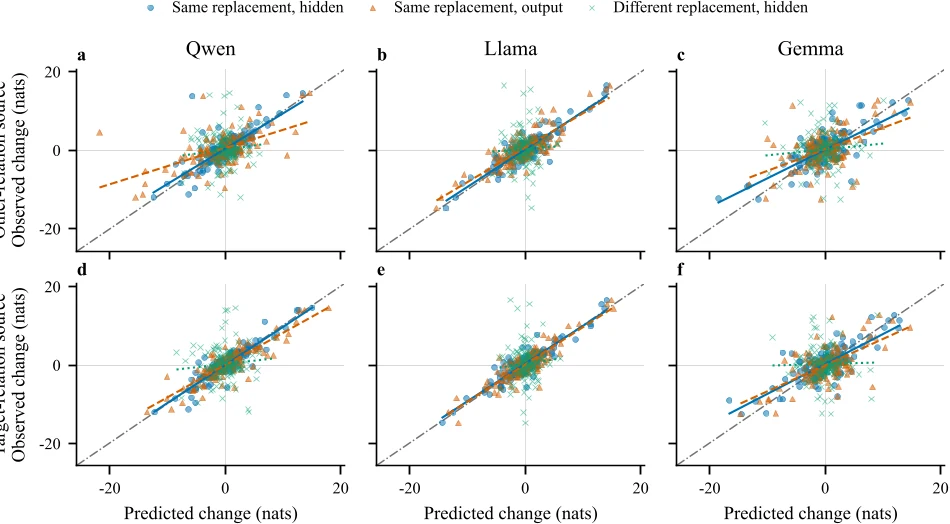 Same replacement, hidden Same replacement, output Different replacement, hidden
a Qwen
b Llama
c Gemma
Other-relation source
Observed change (nats)
20
0
-20
d
e
f
Target-relation source
Observed change (nats)
20
0
-20
-20 0 20
-20 0 20
-20 0 20
Predicted change (nats)
Predicted change (nats)
Predicted change (nats)